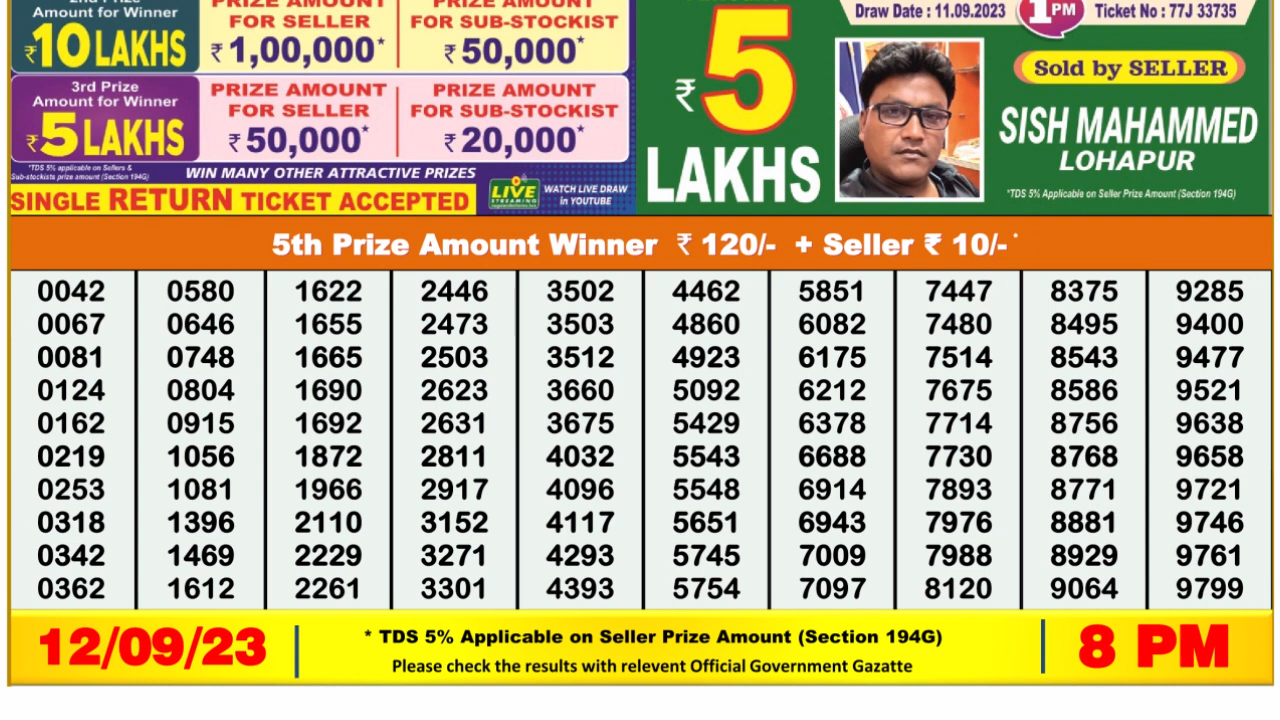 2nd Prize
Amount for Winner
₹10 LAKHS
PRIZE AMOUNT
FOR SELLER
₹ 1,00,000*
PRIZE AMOUNT
FOR SUB-STOCKIST
₹ 50,000*
3rd Prize
Amount for Winner
₹5 LAKHS
PRIZE AMOUNT
FOR SELLER
₹ 50,000*
PRIZE AMOUNT
FOR SUB-STOCKIST
₹ 20,000*
*TDS 5% applicable on Sellers &
Sub-stockists prize amount (Section 194G)
WIN MANY OTHER ATTRACTIVE PRIZES
SINGLE RETURN TICKET ACCEPTED
LIVE
STREAMING
WATCH LIVE DRAW
in YOUTUBE
₹ 5
LAKHS
Draw Date : 11.09.2023
1 PM
Ticket No : 77J 33735
Sold by SELLER
SISH MAHAMMED
LOHAPUR
*TDS 5% Applicable on Seller Prize Amount (Section 194G)
5th Prize Amount Winner ₹ 120/- + Seller ₹ 10/-*
0042 0580 1622 2446 3502 4462 5851 7447 8375 9285
0067 0646 1655 2473 3503 4860 6082 7480 8495 9400
0081 0748 1665 2503 3512 4923 6175 7514 8543 9477
0124 0804 1690 2623 3660 5092 6212 7675 8586 9521
0162 0915 1692 2631 3675 5429 6378 7714 8756 9638
0219 1056 1872 2811 4032 5543 6688 7730 8768 9658
0253 1081 1966 2917 4096 5548 6914 7893 8771 9721
0318 1396 2110 3152 4117 5651 6943 7976 8881 9746
0342 1469 2229 3271 4293 5745 7009 7988 8929 9761
0362 1612 2261 3301 4393 5754 7097 8120 9064 9799
12/09/23
* TDS 5% Applicable on Seller Prize Amount (Section 194G)
Please check the results with relevent Official Government Gazatte
8 PM